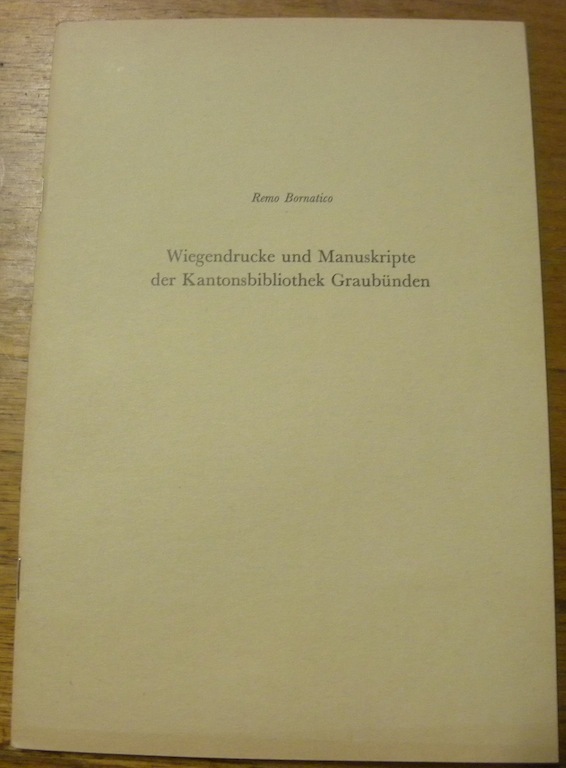 Remo Bornatico
Wiegendrucke und Manuskripte
der Kantonsbibliothek Graubünden